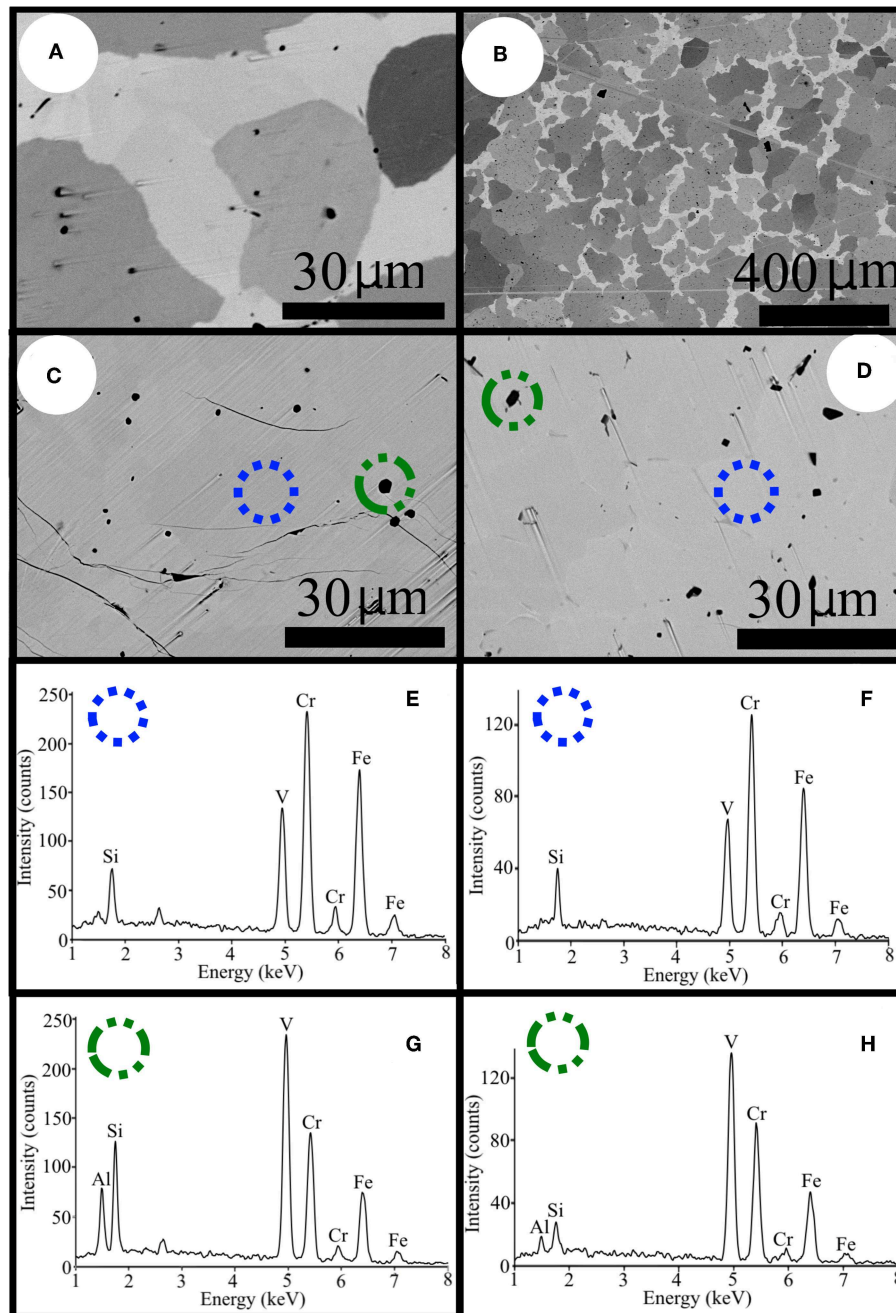 A
B
30 μm
400 μm
C
D
30 μm
30 μm
E
250
200
150
100
50
0
Intensity (counts)
Si
V
Cr
Cr
Fe
Fe
1 2 3 4 5 6 7 8
Energy (keV)
F
120
80
40
0
Intensity (counts)
Si
V
Cr
Cr
Fe
Fe
1 2 3 4 5 6 7 8
Energy (keV)
G
250
200
150
100
50
0
Intensity (counts)
Al
Si
V
Cr
Cr
Fe
Fe
1 2 3 4 5 6 7 8
Energy (keV)
H
120
80
40
0
Intensity (counts)
Al
Si
V
Cr
Cr
Fe
Fe
1 2 3 4 5 6 7 8
Energy (keV)